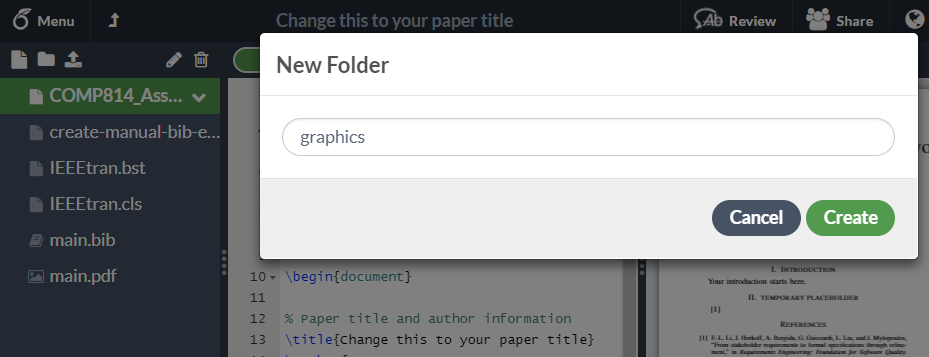 Menu
Change this to your paper title
Review
Share
New Folder
graphics
Cancel
Create
COMP814_Ass...
create-manual-bib-e...
IEEEtran.bst
IEEEtran.cls
main.bib
main.pdf
10 \begin{document}
11
12 % Paper title and author information
13 \title{Change this to your paper title}
I. INTRODUCTION
Your introduction starts here.
II. TEMPORARY PLACEHOLDER
[1]
REFERENCES
[1] F.-L. Li, J. Horkoff, A. Borgida, G. Guizzardi, L. Liu, and J. Mylopoulos,
"From stakeholder requirements to formal specifications through refine-
ment," in Requirements Engineering: Foundation for Software Quality.